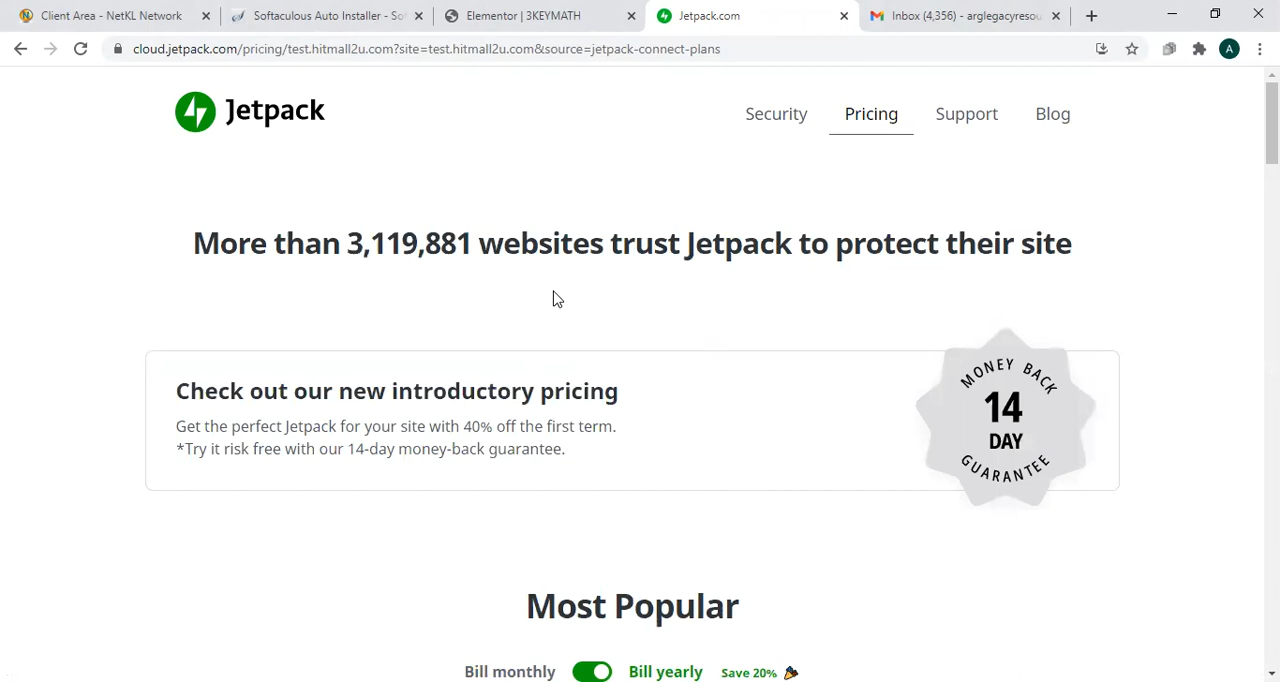 Client Area - NetKL Network
Softaculous Auto Installer - So
Elementor | 3KEYMATH
Jetpack.com
Inbox (4,356) - arglegacyresou
cloud.jetpack.com/pricing/test.hitmall2u.com?site=test.hitmall2u.com&source=jetpack-connect-plans
A
Jetpack
Security
Pricing
Support
Blog
More than 3,119,881 websites trust Jetpack to protect their site
Check out our new introductory pricing
Get the perfect Jetpack for your site with 40% off the first term.
*Try it risk free with our 14-day money-back guarantee.
MONEY BACK
14
DAY
GUARANTEE
Most Popular
Bill monthly
Bill yearly
Save 20%